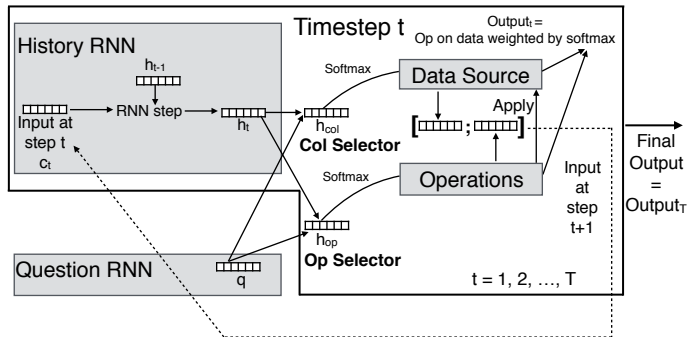 Timestep t
Output_t =
Op on data weighted by softmax
History RNN
h_t-1
Softmax
Data Source
RNN step
Input at
step t
c_t
h_t
h_col
Col Selector
Apply
[ ; ]
Softmax
Operations
Input
at
step
t+1
Final
Output
=
Output_T
h_op
Op Selector
Question RNN
q
t = 1, 2, …, T